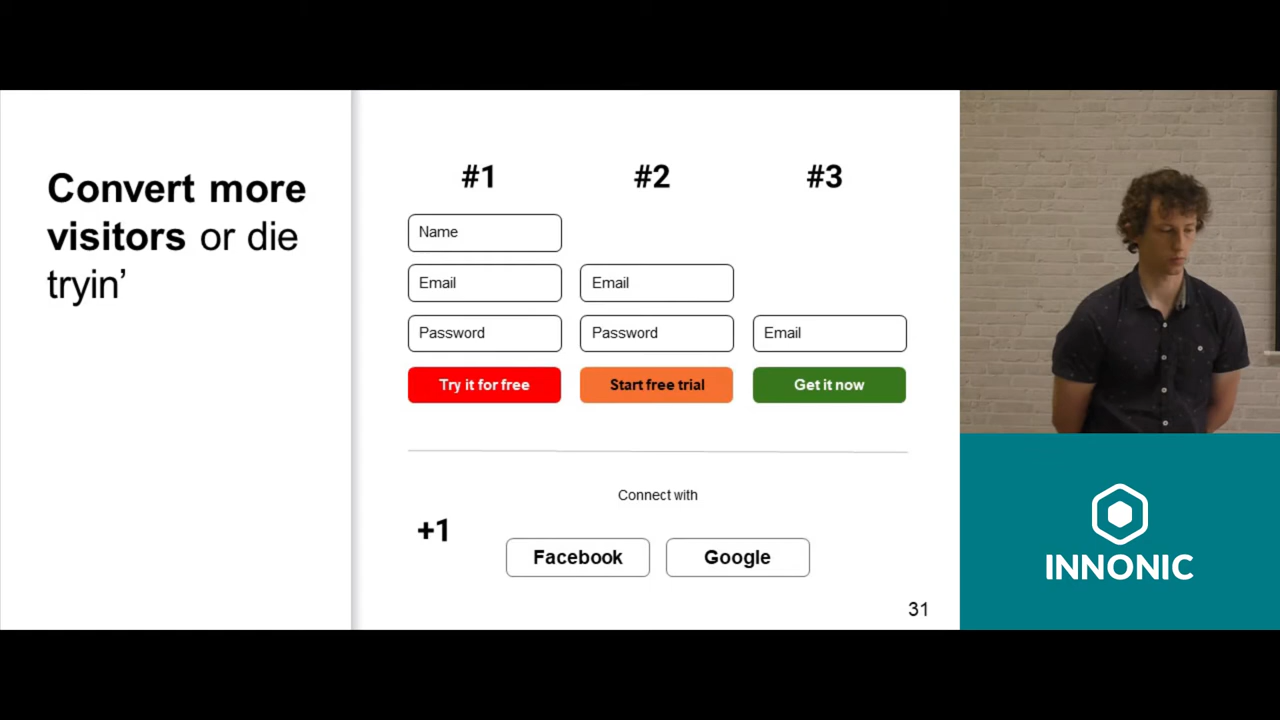 Convert more
visitors or die
tryin’
#1
#2
#3
Name
Email
Email
Password
Password
Email
Try it for free
Start free trial
Get it now
Connect with
+1
Facebook
Google
31
INNONIC